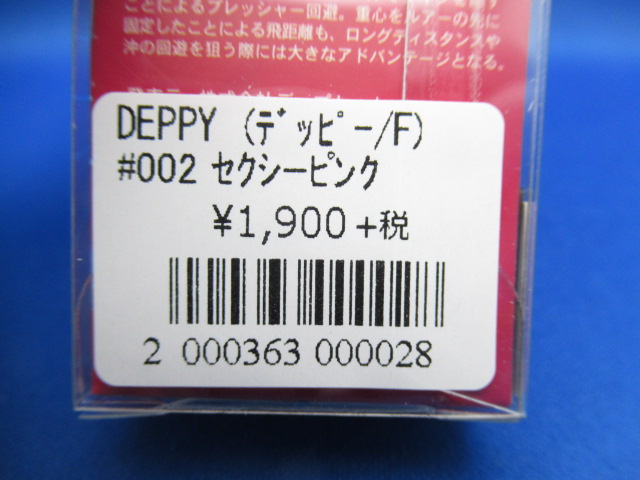 ことによるプレッシャー回避。重心をルアーの先に
固定したことによる飛距離も、ロングディスタンスや
沖の回遊を狙う際には大きなアドバンテージとなる。
DEPPY (ﾃﾞｯﾋﾟｰ/F)
#002 セクシーピンク
¥1,900 +税
2 000363 000028